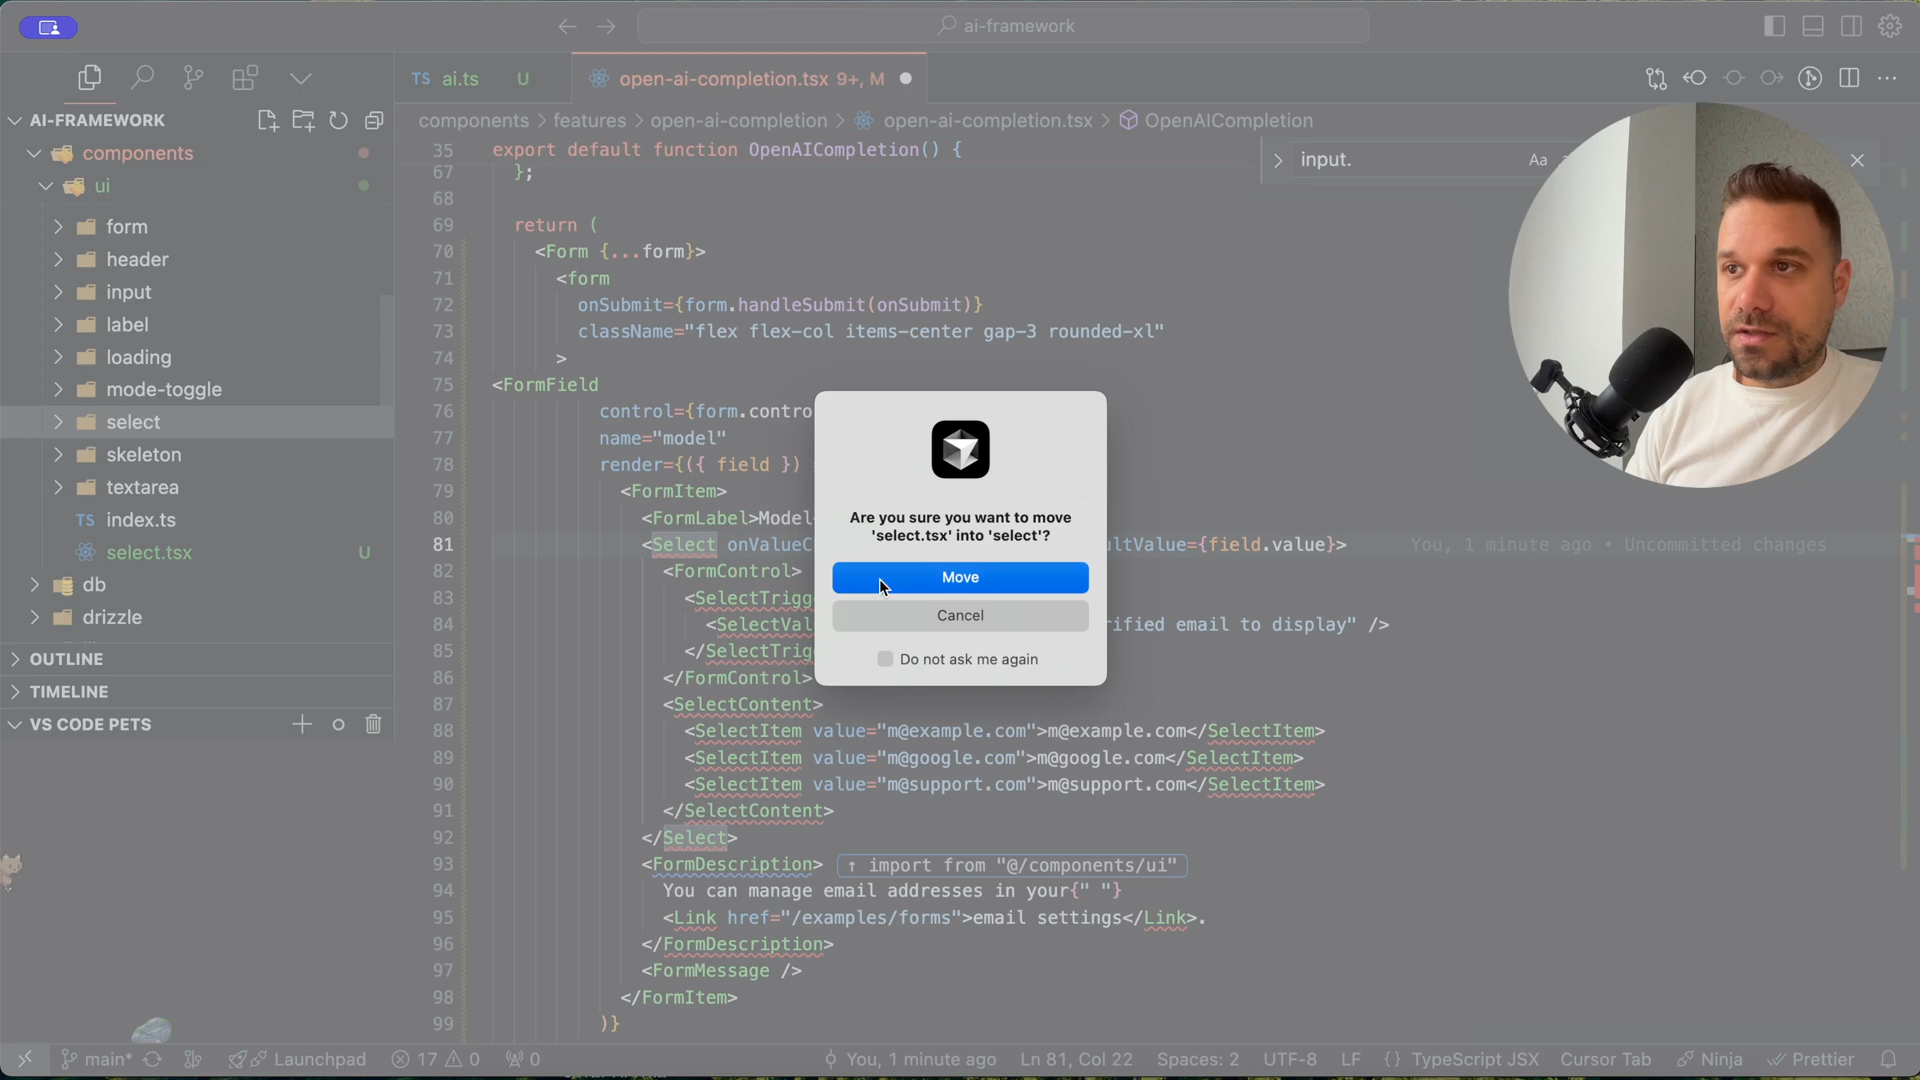 ai-framework
TS ai.ts U
open-ai-completion.tsx 9+, M
AI-FRAMEWORK
components
ui
form
header
input
label
loading
mode-toggle
select
skeleton
textarea
TS index.ts
select.tsx U
db
drizzle
OUTLINE
TIMELINE
VS CODE PETS
components > features > open-ai-completion > open-ai-completion.tsx > OpenAICompletion
input.
Aa
35 export default function OpenAICompletion() {
67 };
68
69 return (
70 <Form {...form}>
71 <form
72 onSubmit={form.handleSubmit(onSubmit)}
73 className="flex flex-col items-center gap-3 rounded-xl"
74 >
75 <FormField
76 control={form.contro
77 name="model"
78 render={({ field })
79 <FormItem>
80 <FormLabel>Model
81 <Select onValueC ultValue={field.value}> You, 1 minute ago • Uncommitted changes
82 <FormControl>
83 <SelectTrigg
84 <SelectVal rified email to display" />
85 </SelectTrig
86 </FormControl>
87 <SelectContent>
88 <SelectItem value="m@example.com">m@example.com</SelectItem>
89 <SelectItem value="m@google.com">m@google.com</SelectItem>
90 <SelectItem value="m@support.com">m@support.com</SelectItem>
91 </SelectContent>
92 </Select>
93 <FormDescription> ↑ import from "@/components/ui"
94 You can manage email addresses in your{" "}
95 <Link href="/examples/forms">email settings</Link>.
96 </FormDescription>
97 <FormMessage />
98 </FormItem>
99 )}
Are you sure you want to move
'select.tsx' into 'select'?
Move
Cancel
Do not ask me again
main* Launchpad 17 0 0 You, 1 minute ago Ln 81, Col 22 Spaces: 2 UTF-8 LF {} TypeScript JSX Cursor Tab Ninja Prettier